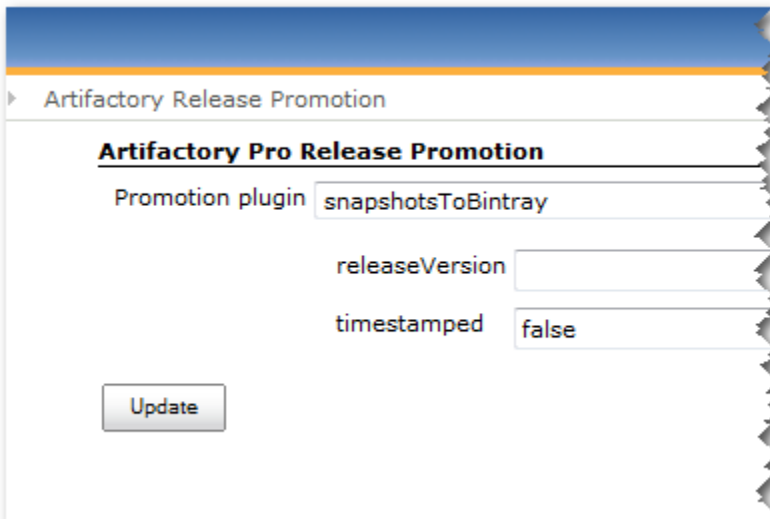 Artifactory Release Promotion
Artifactory Pro Release Promotion
Promotion plugin snapshotsToBintray
releaseVersion
timestamped false
Update